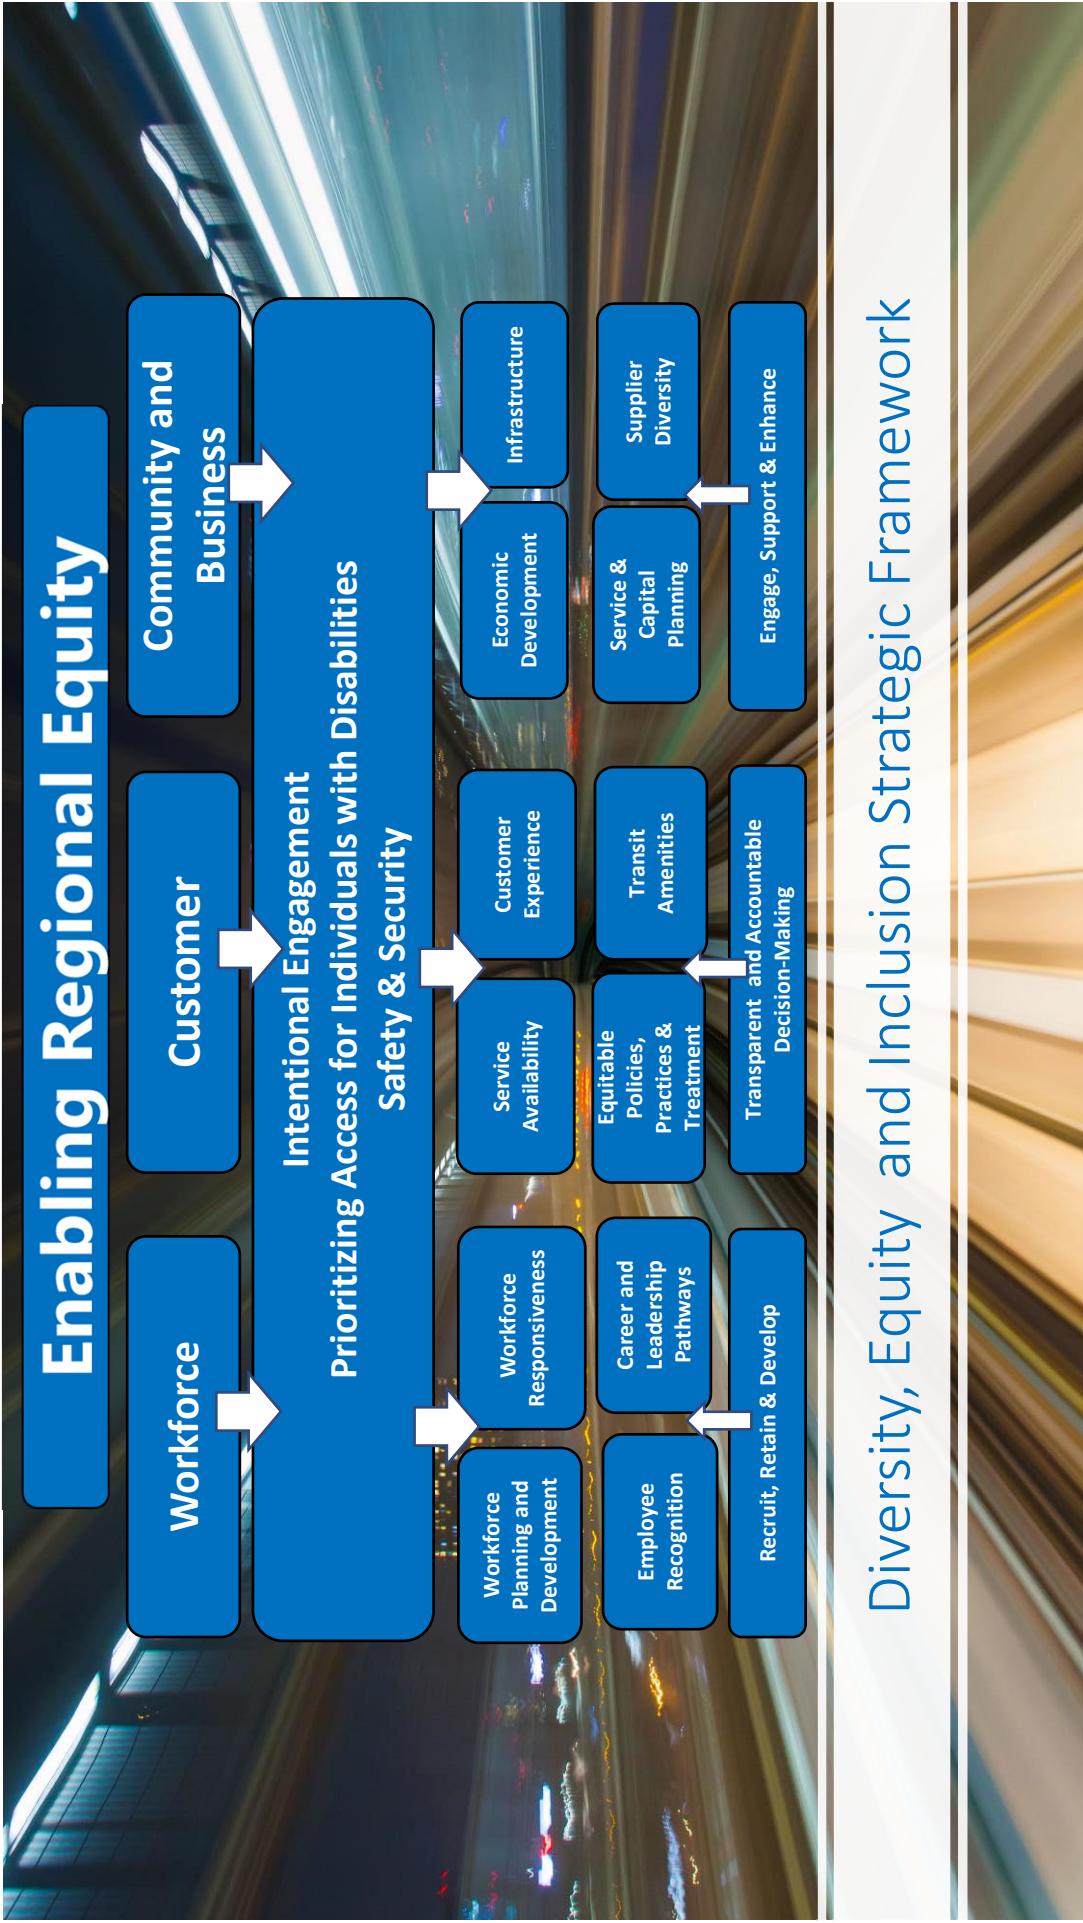 Enabling Regional Equity
Workforce
Customer
Community and
Business
Intentional Engagement
Prioritizing Access for Individuals with Disabilities
Safety & Security
Workforce
Planning and
Development
Workforce
Responsiveness
Employee
Recognition
Career and
Leadership
Pathways
Recruit, Retain & Develop
Service
Availability
Customer
Experience
Equitable
Policies,
Practices &
Treatment
Transit
Amenities
Transparent and Accountable
Decision-Making
Economic
Development
Infrastructure
Service &
Capital
Planning
Supplier
Diversity
Engage, Support & Enhance
Diversity, Equity and Inclusion Strategic Framework